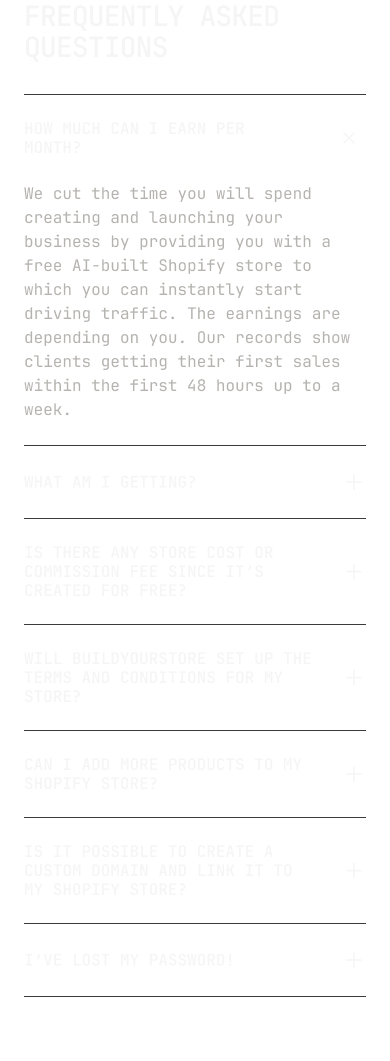 FREQUENTLY ASKED
QUESTIONS
HOW MUCH CAN I EARN PER
MONTH?
We cut the time you will spend
creating and launching your
business by providing you with a
free AI-built Shopify store to
which you can instantly start
driving traffic. The earnings are
depending on you. Our records show
clients getting their first sales
within the first 48 hours up to a
week.
WHAT AM I GETTING?
IS THERE ANY STORE COST OR
COMMISSION FEE SINCE IT'S
CREATED FOR FREE?
WILL BUILDYOURSTORE SET UP THE
TERMS AND CONDITIONS FOR MY
STORE?
CAN I ADD MORE PRODUCTS TO MY
SHOPIFY STORE?
IS IT POSSIBLE TO CREATE A
CUSTOM DOMAIN AND LINK IT TO
MY SHOPIFY STORE?
I'VE LOST MY PASSWORD!